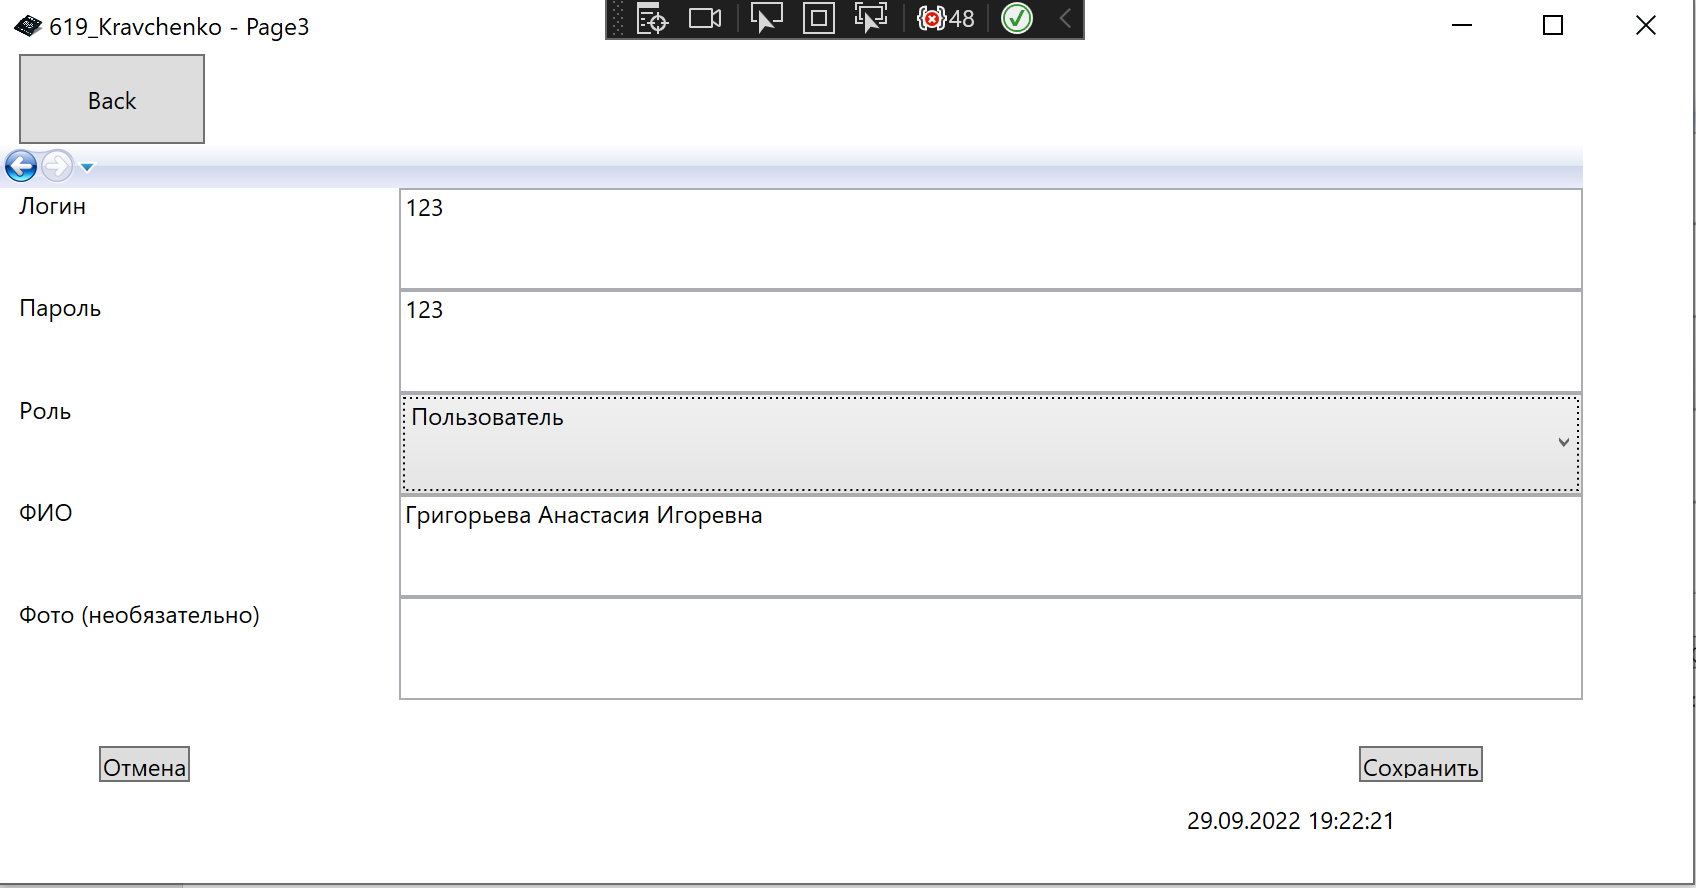 619_Kravchenko - Page3
48
Back
Логин
123
Пароль
123
Роль
Пользователь
ФИО
Григорьева Анастасия Игоревна
Фото (необязательно)
Отмена
Сохранить
29.09.2022 19:22:21